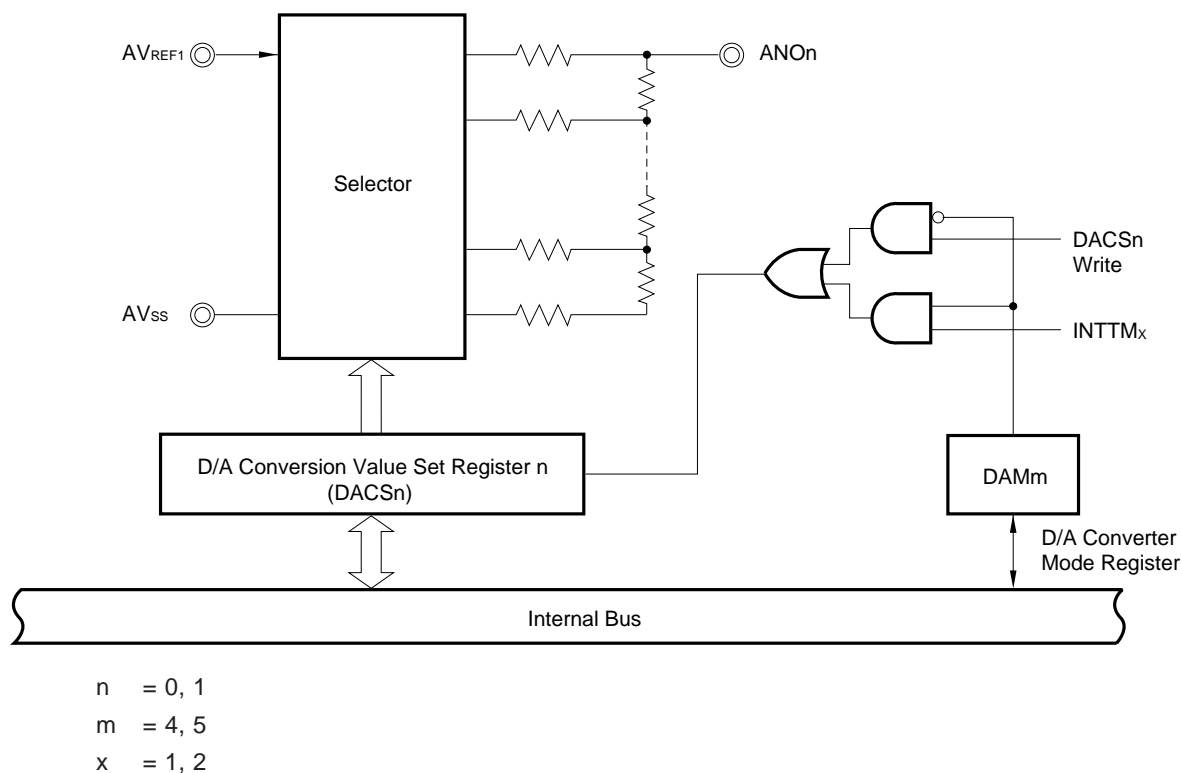 AVREF1
ANOn
Selector
DACSn
Write
AVSS
INTTMx
D/A Conversion Value Set Register n
(DACSn)
DAMm
D/A Converter
Mode Register
Internal Bus
n = 0, 1
m = 4, 5
x = 1, 2